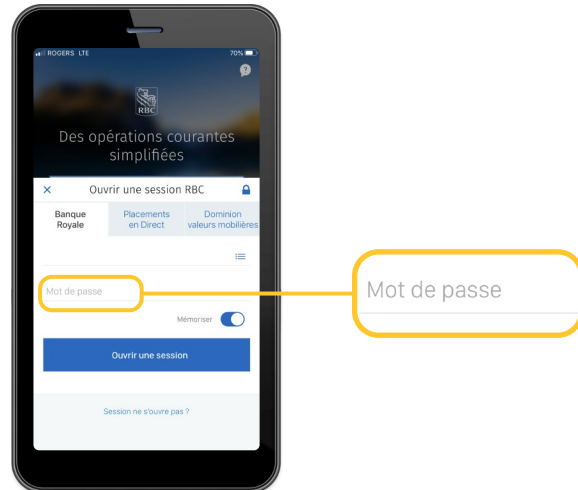 ROGERS LTE 70%
?
RBC
Des opérations courantes
simplifiées
Ouvrir une session RBC
Banque
Royale
Placements
en Direct
Dominion
valeurs mobilières
Mot de passe
Mot de passe
Mémoriser
Ouvrir une session
Session ne s'ouvre pas ?